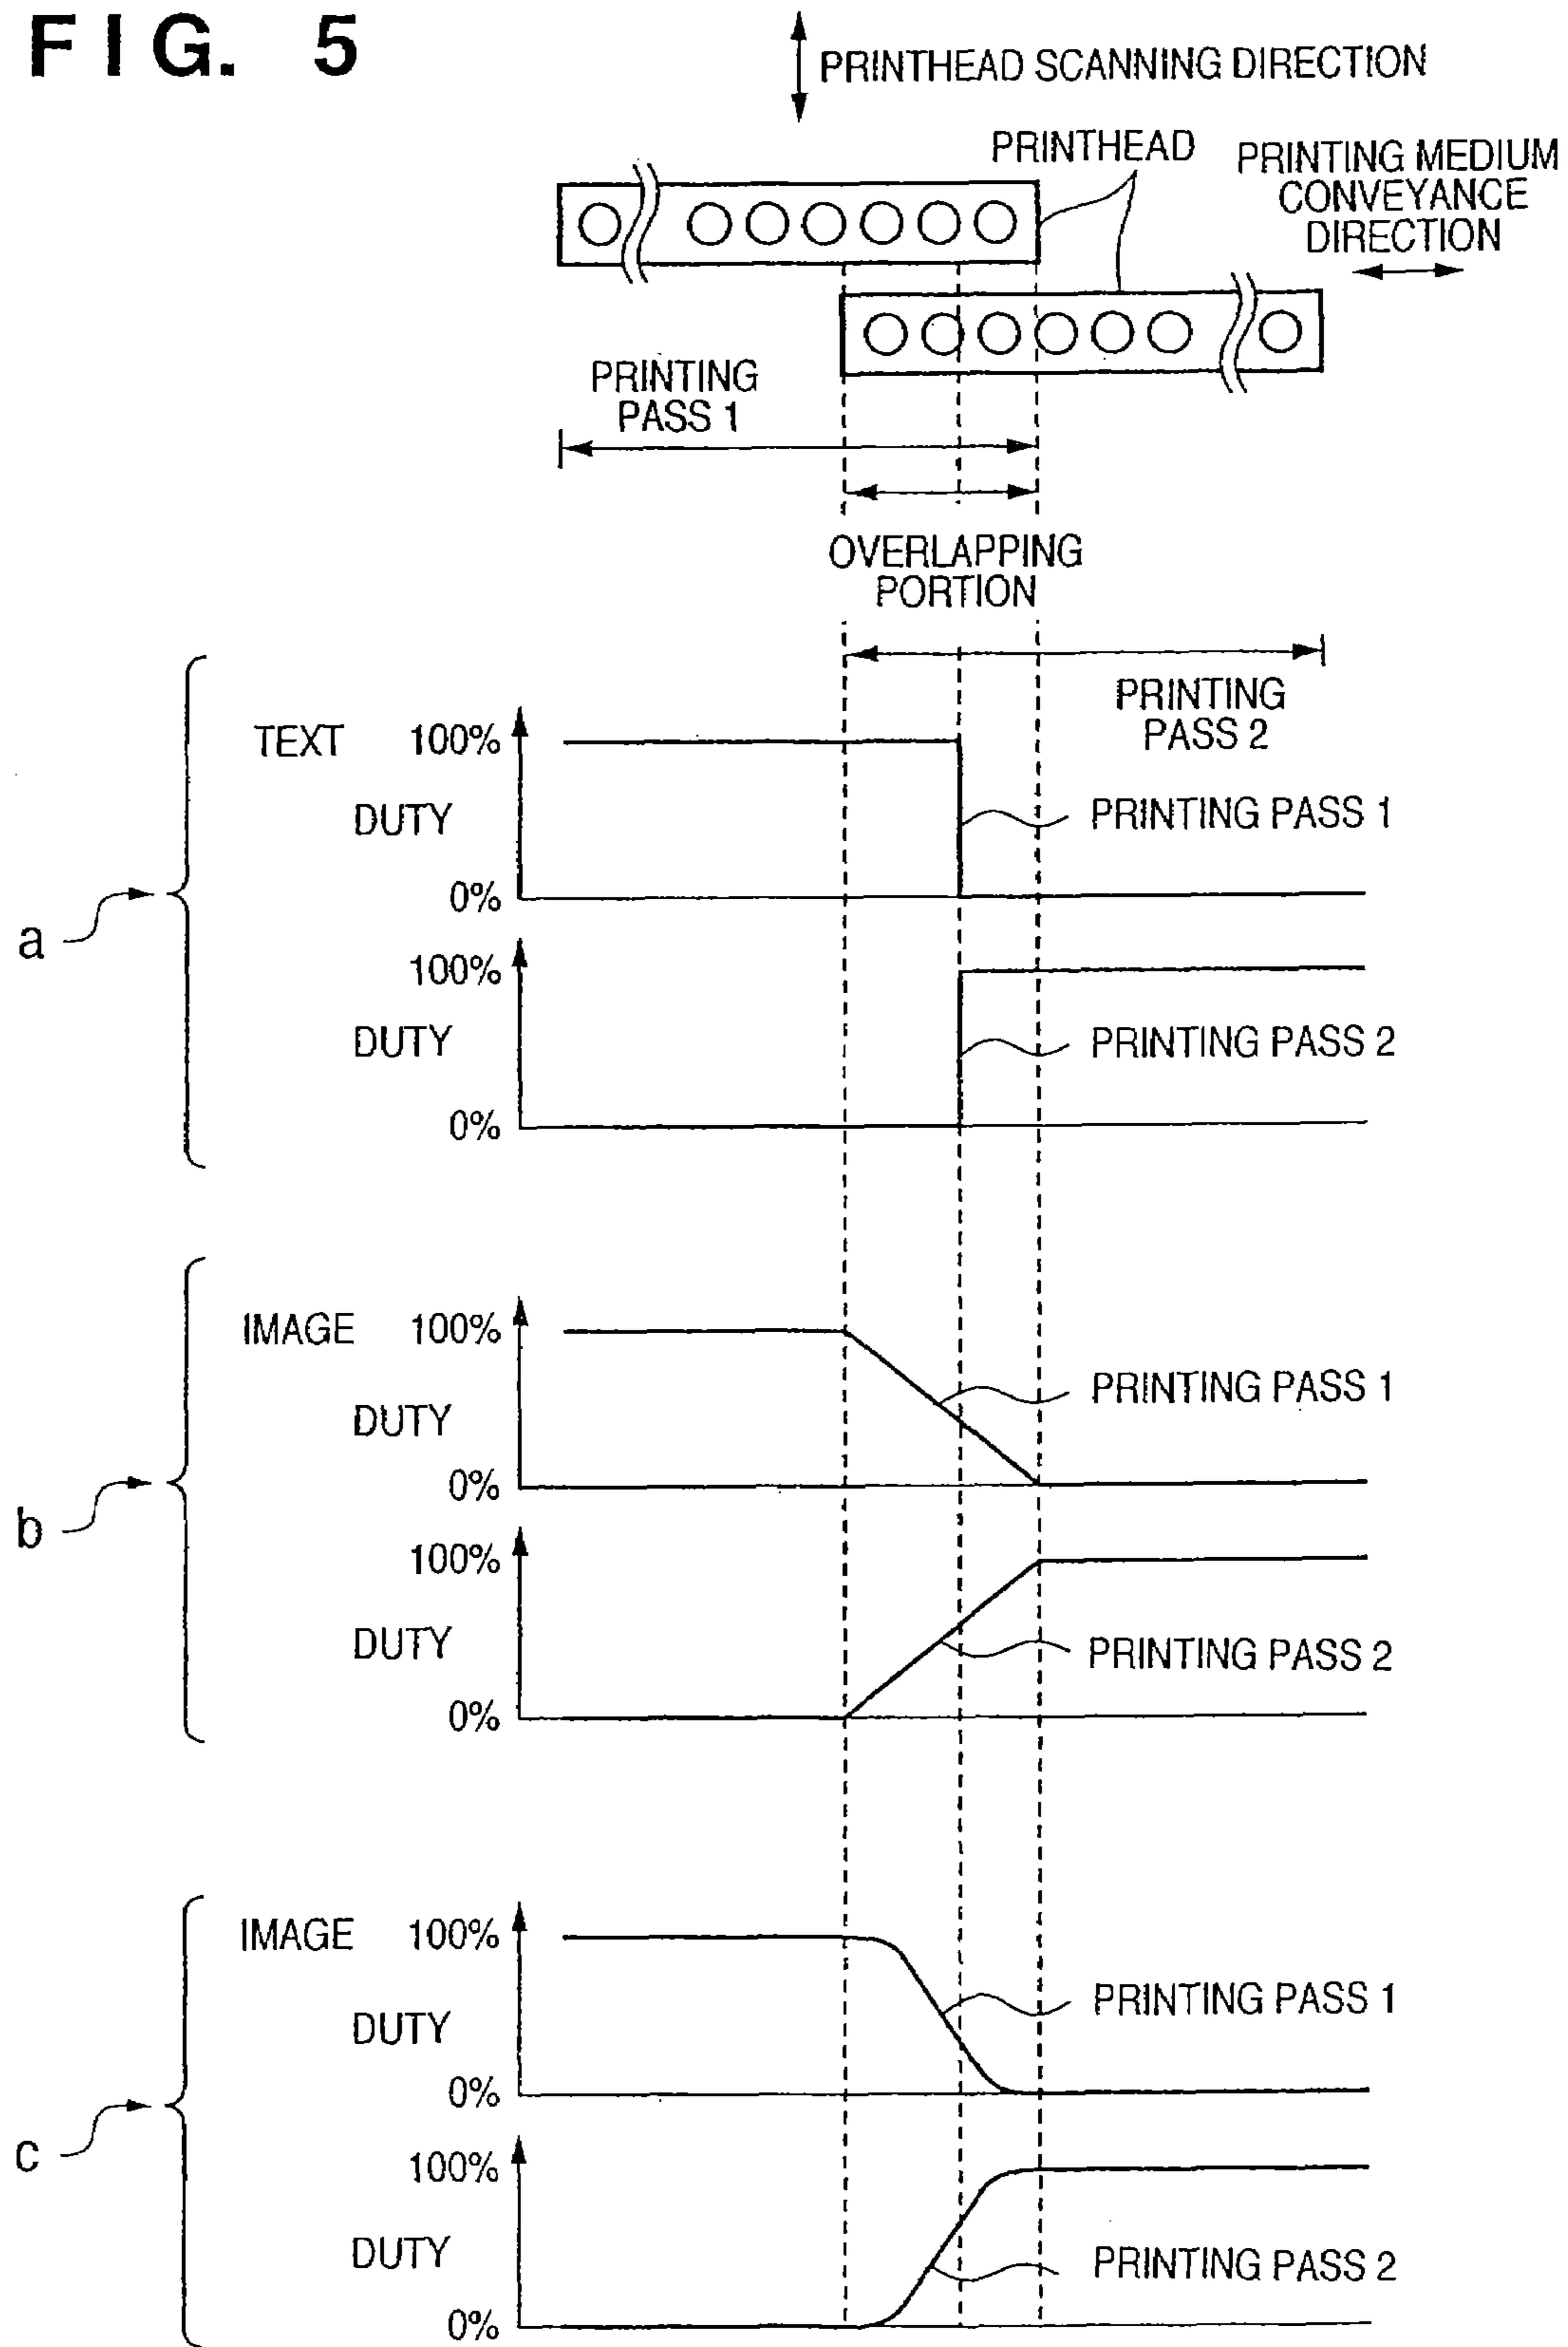 FIG. 5
PRINTHEAD SCANNING DIRECTION
PRINTHEAD
PRINTING MEDIUM
CONVEYANCE
DIRECTION
PRINTING
PASS 1
OVERLAPPING
PORTION
PRINTING
PASS 2
a
TEXT
100%
DUTY
0%
PRINTING PASS 1
100%
DUTY
0%
PRINTING PASS 2
b
IMAGE
100%
DUTY
0%
PRINTING PASS 1
100%
DUTY
0%
PRINTING PASS 2
c
IMAGE
100%
DUTY
0%
PRINTING PASS 1
100%
DUTY
0%
PRINTING PASS 2